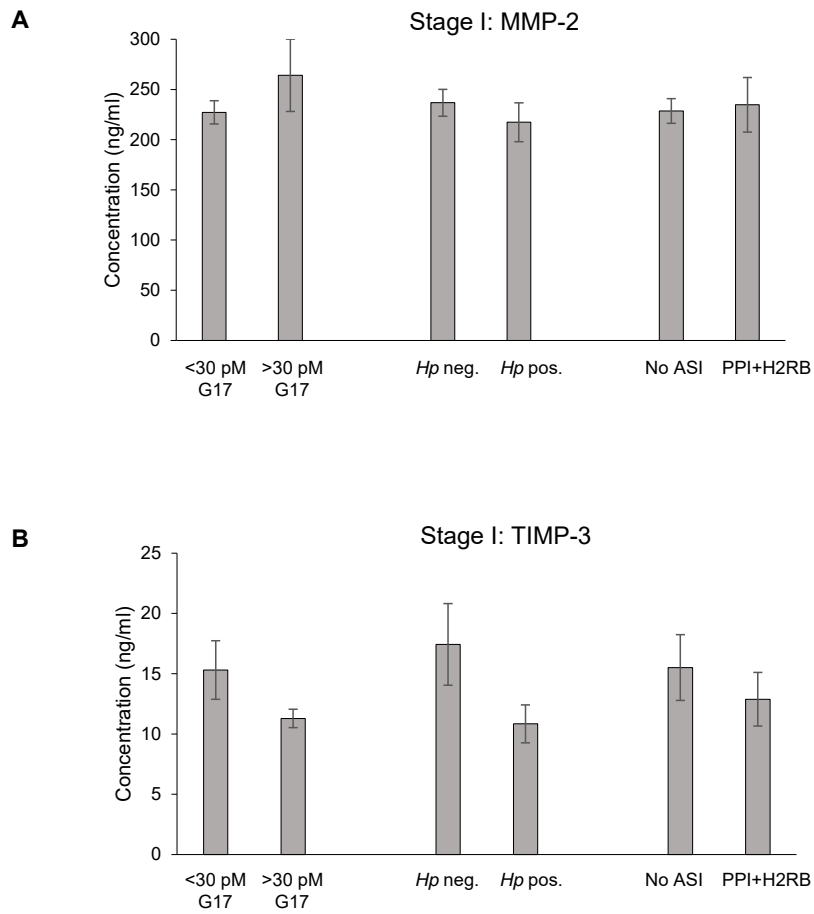 A
Stage I: MMP-2
Concentration (ng/ml)
300
250
200
150
100
50
0
<30 pM
G17
>30 pM
G17
Hp neg.
Hp pos.
No ASI
PPI+H2RB
B
Stage I: TIMP-3
Concentration (ng/ml)
25
20
15
10
5
0
<30 pM
G17
>30 pM
G17
Hp neg.
Hp pos.
No ASI
PPI+H2RB